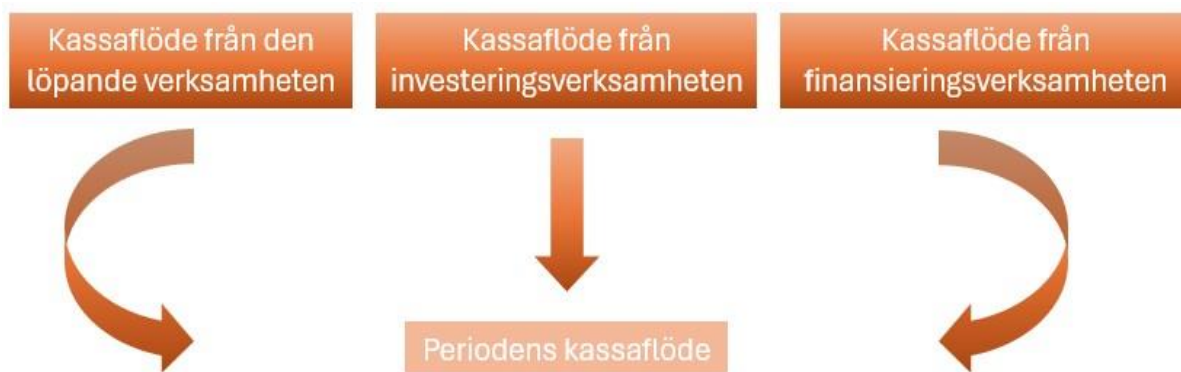 Kassaflöde från den
löpande verksamheten
Kassaflöde från
investeringsverksamheten
Kassaflöde från
finansieringsverksamheten
Periodens kassaflöde